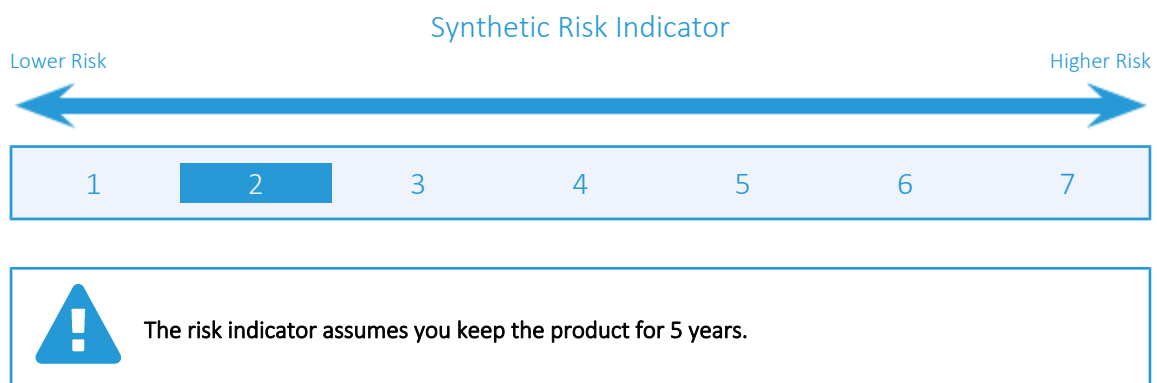 Synthetic Risk Indicator
Lower Risk Higher Risk
1 2 3 4 5 6 7
The risk indicator assumes you keep the product for 5 years.